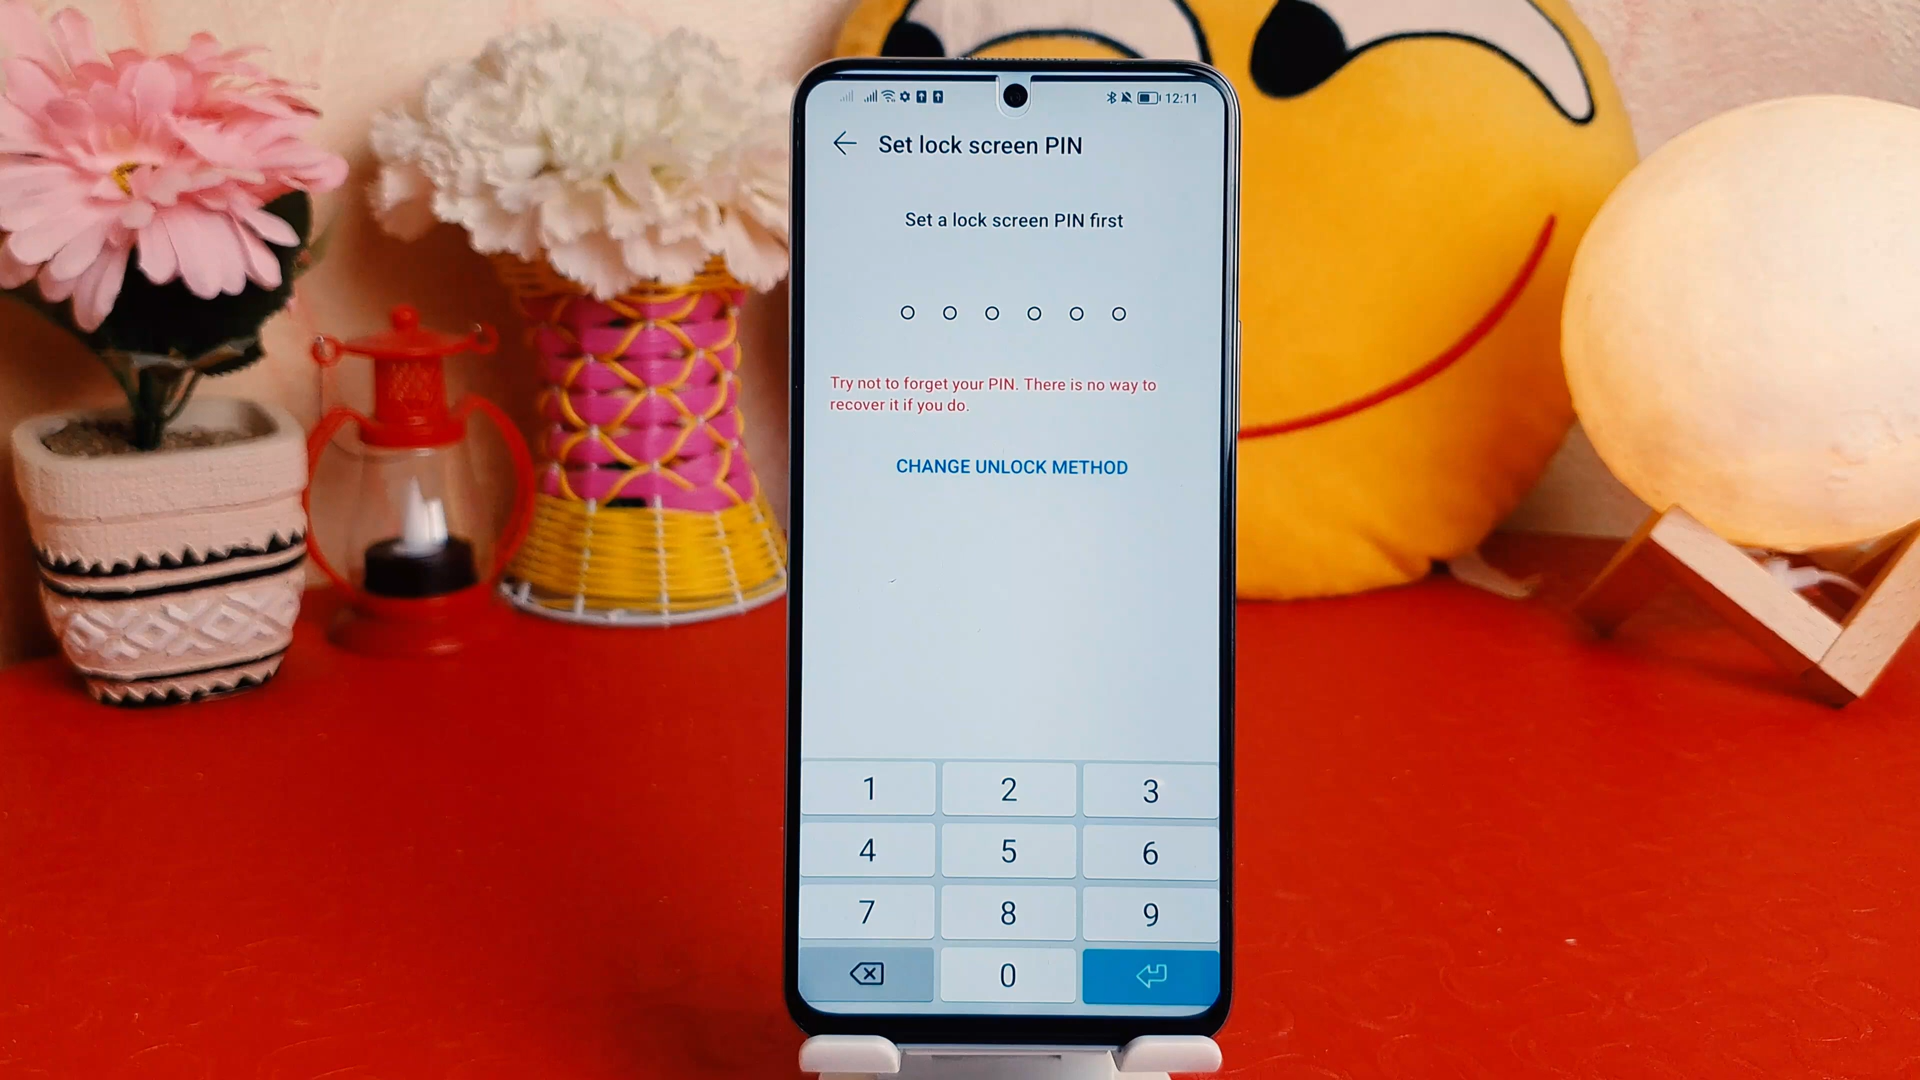 12:11
Set lock screen PIN
Set a lock screen PIN first
Try not to forget your PIN. There is no way to
recover it if you do.
CHANGE UNLOCK METHOD
1 2 3
4 5 6
7 8 9
0